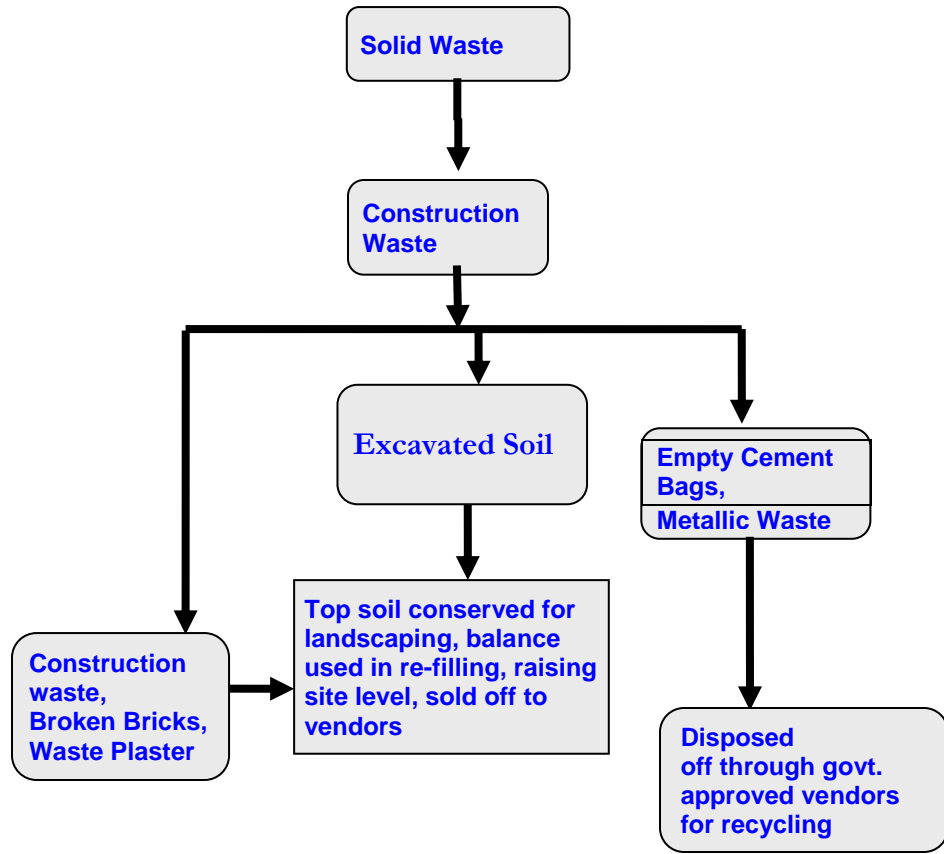 Solid Waste
Construction
Waste
Excavated Soil
Empty Cement
Bags,
Metallic Waste
Top soil conserved for
landscaping, balance
used in re-filling, raising
site level, sold off to
vendors
Construction
waste,
Broken Bricks,
Waste Plaster
Disposed
off through govt.
approved vendors
for recycling